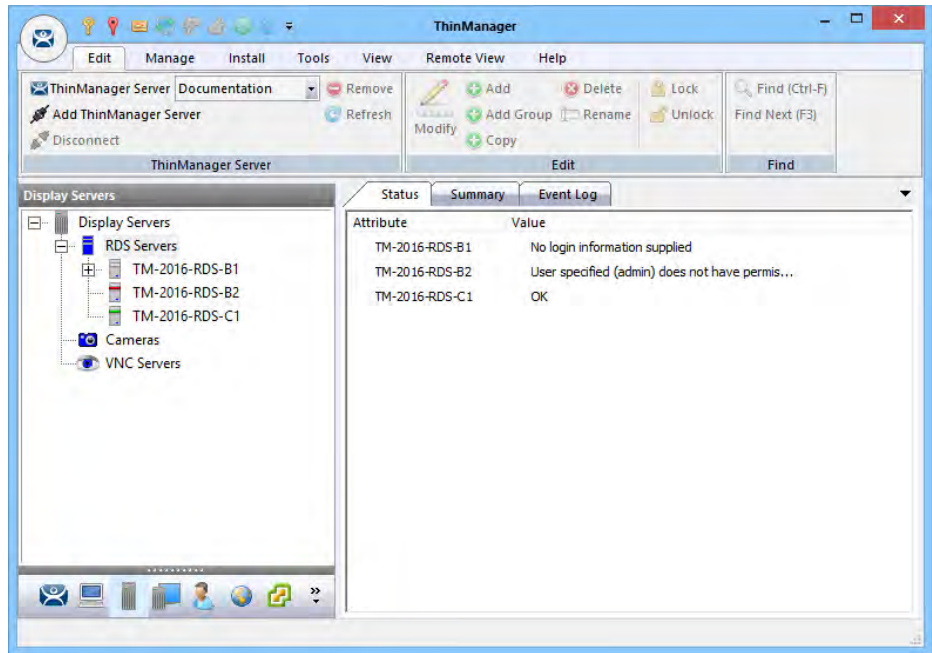 ThinManager
Edit Manage Install Tools View Remote View Help
ThinManager Server Documentation Remove Add Delete Lock Find (Ctrl-F)
Add ThinManager Server Refresh Modify Add Group Rename Unlock Find Next (F3)
Disconnect Copy
ThinManager Server Edit Find
Display Servers Status Summary Event Log
Display Servers Attribute Value
RDS Servers TM-2016-RDS-B1 No login information supplied
TM-2016-RDS-B1 TM-2016-RDS-B2 User specified (admin) does not have permis...
TM-2016-RDS-B2 TM-2016-RDS-C1 OK
TM-2016-RDS-C1
Cameras
VNC Servers